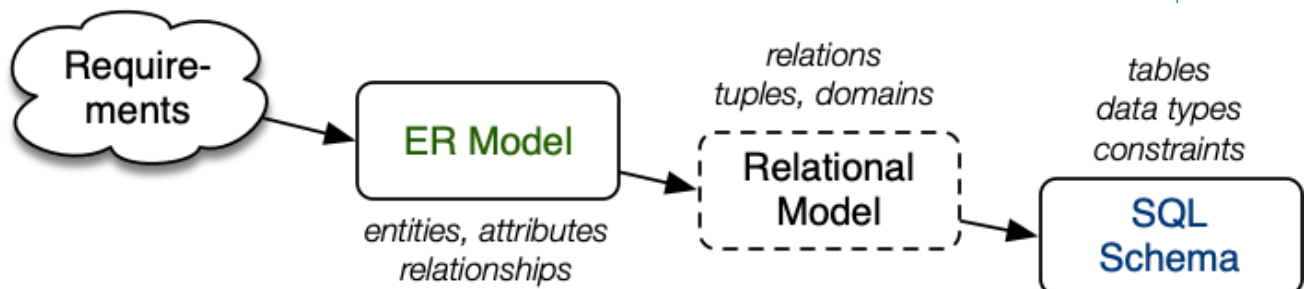 Require-
ments
ER Model
entities, attributes
relationships
relations
tuples, domains
Relational
Model
tables
data types
constraints
SQL
Schema